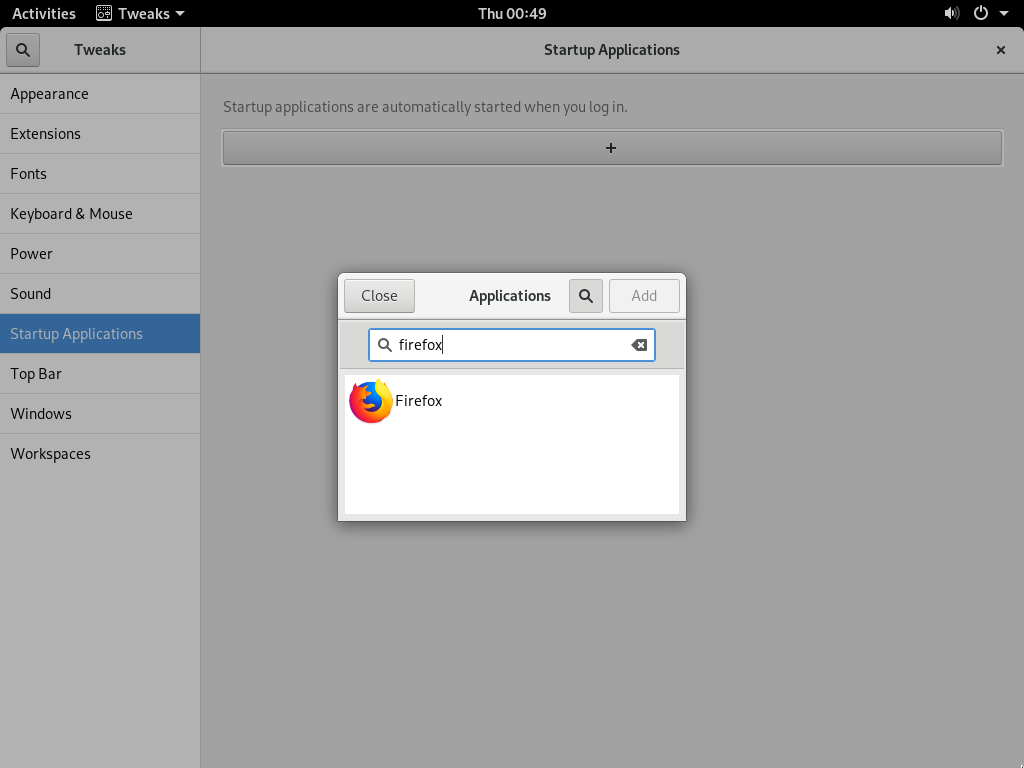 Activities Tweaks Thu 00:49
Tweaks Startup Applications
Appearance
Extensions
Fonts
Keyboard & Mouse
Power
Sound
Startup Applications
Top Bar
Windows
Workspaces
Startup applications are automatically started when you log in.
+
Close Applications Add
firefox
Firefox